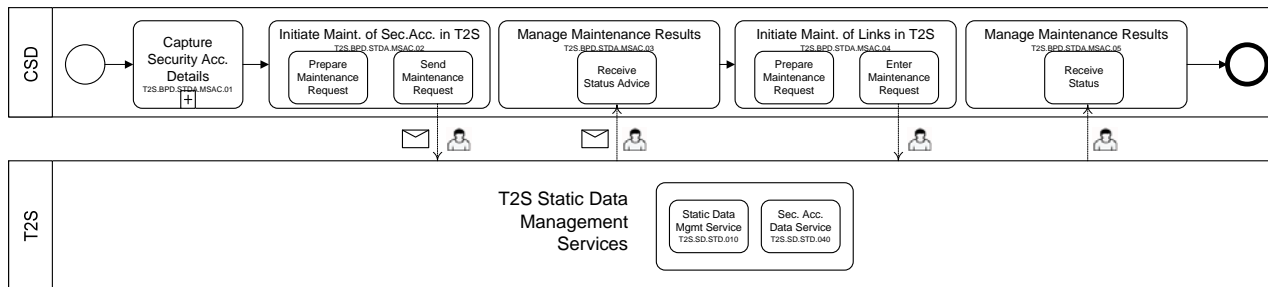 CSD
Capture
Security Acc.
Details
T2S.BPD.STDA.MSAC.01
Initiate Maint. of Sec.Acc. in T2S
T2S.BPD.STDA.MSAC.02
Prepare
Maintenance
Request
Send
Maintenance
Request
Manage Maintenance Results
T2S.BPD.STDA.MSAC.03
Receive
Status Advice
Initiate Maint. of Links in T2S
T2S.BPD.STDA.MSAC.04
Prepare
Maintenance
Request
Enter
Maintenance
Request
Manage Maintenance Results
T2S.BPD.STDA.MSAC.05
Receive
Status
T2S
T2S Static Data
Management
Services
Static Data
Mgmt Service
T2S.SD.STD.010
Sec. Acc.
Data Service
T2S.SD.STD.040